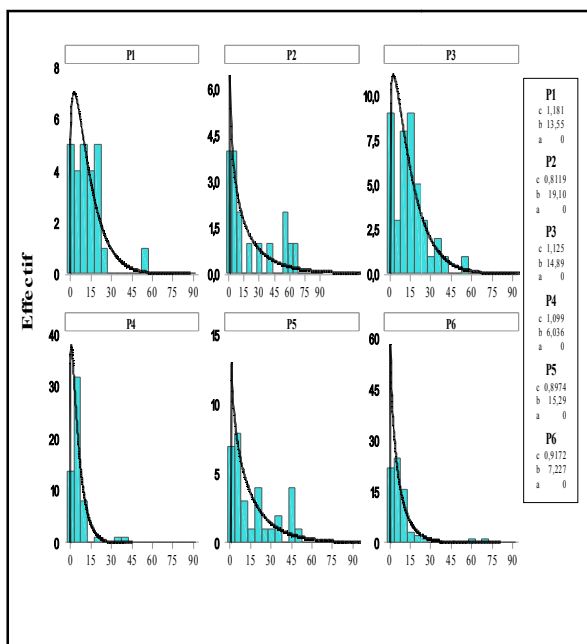 P1 P2 P3
8
6
4
2
0
6,0
4,5
3,0
1,5
0,0
10,0
7,5
5,0
2,5
0,0
0 15 30 45 60 75 90
0 15 30 45 60 75 90
0 15 30 45 60 75 90
Effectif
P4 P5 P6
40
30
20
10
0
15
10
5
0
60
45
30
15
0
0 15 30 45 60 75 90
0 15 30 45 60 75 90
0 15 30 45 60 75 90
P1
c 1,181
b 13,55
a 0
P2
c 0,8119
b 19,10
a 0
P3
c 1,125
b 14,89
a 0
P4
c 1,099
b 6,036
a 0
P5
c 0,8974
b 15,29
a 0
P6
c 0,9172
b 7,227
a 0